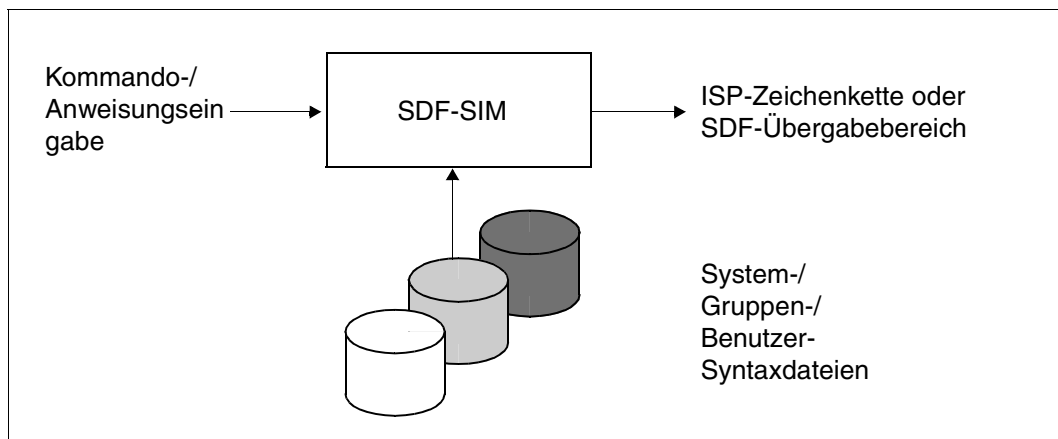 Kommando-/
Anweisungsein
gabe
SDF-SIM
ISP-Zeichenkette oder
SDF-Übergabebereich
System-/
Gruppen-/
Benutzer-
Syntaxdateien